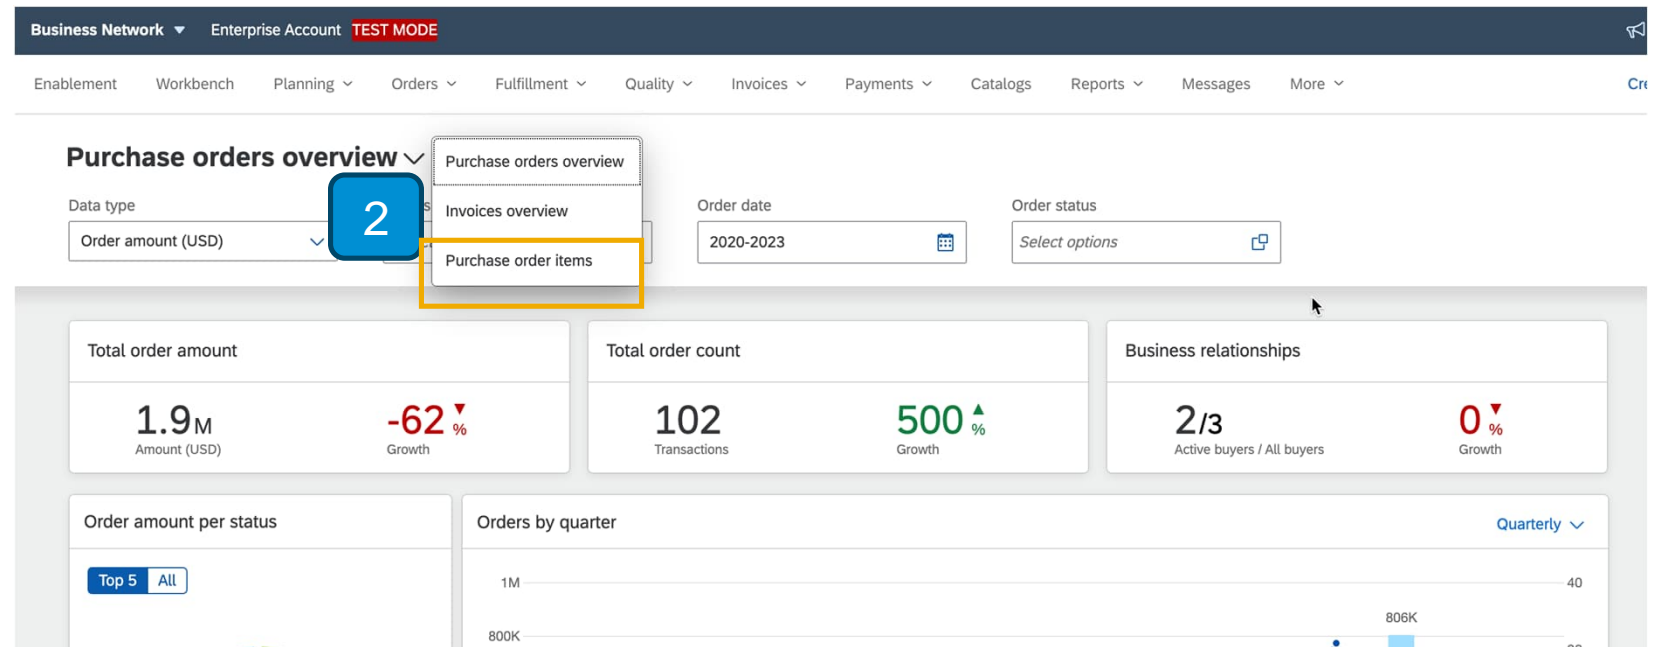 Business Network Enterprise Account TEST MODE
Enablement Workbench Planning Orders Fulfillment Quality Invoices Payments Catalogs Reports Messages More Cre
Purchase orders overview
Purchase orders overview
Invoices overview
Purchase order items
2
Data type
Order amount (USD)
Order date
2020-2023
Order status
Select options
Total order amount
1.9M
Amount (USD)
-62 %
Growth
Total order count
102
Transactions
500 %
Growth
Business relationships
2/3
Active buyers / All buyers
0 %
Growth
Order amount per status
Top 5 All
Orders by quarter
Quarterly
1M
40
806K
800K